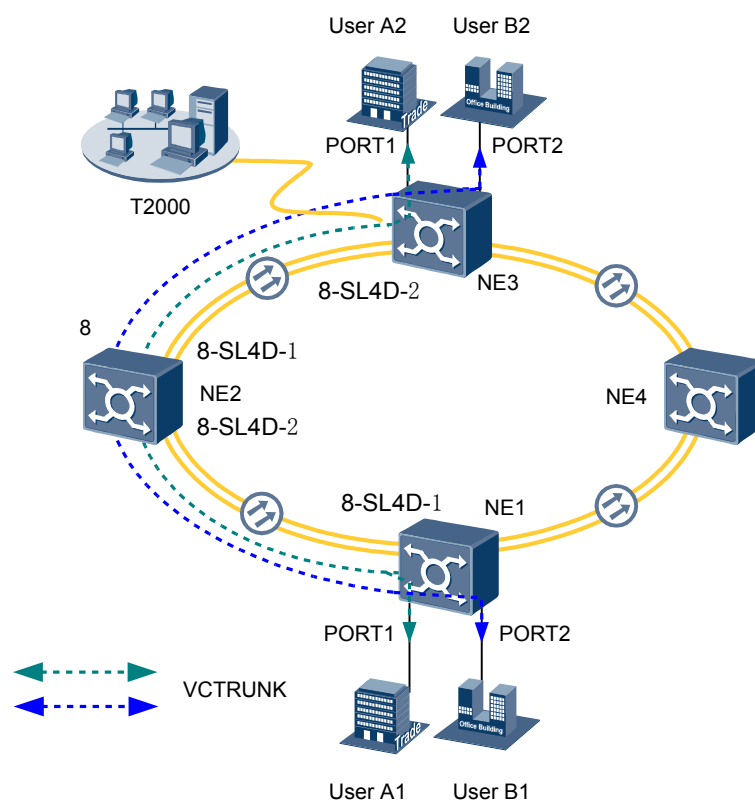 User A2
User B2
Trade
Office Building
PORT1
PORT2
T2000
8-SL4D-2
NE3
8
8-SL4D-1
NE2
NE4
8-SL4D-2
8-SL4D-1
NE1
PORT1
PORT2
VCTRUNK
Trade
Office Building
User A1
User B1